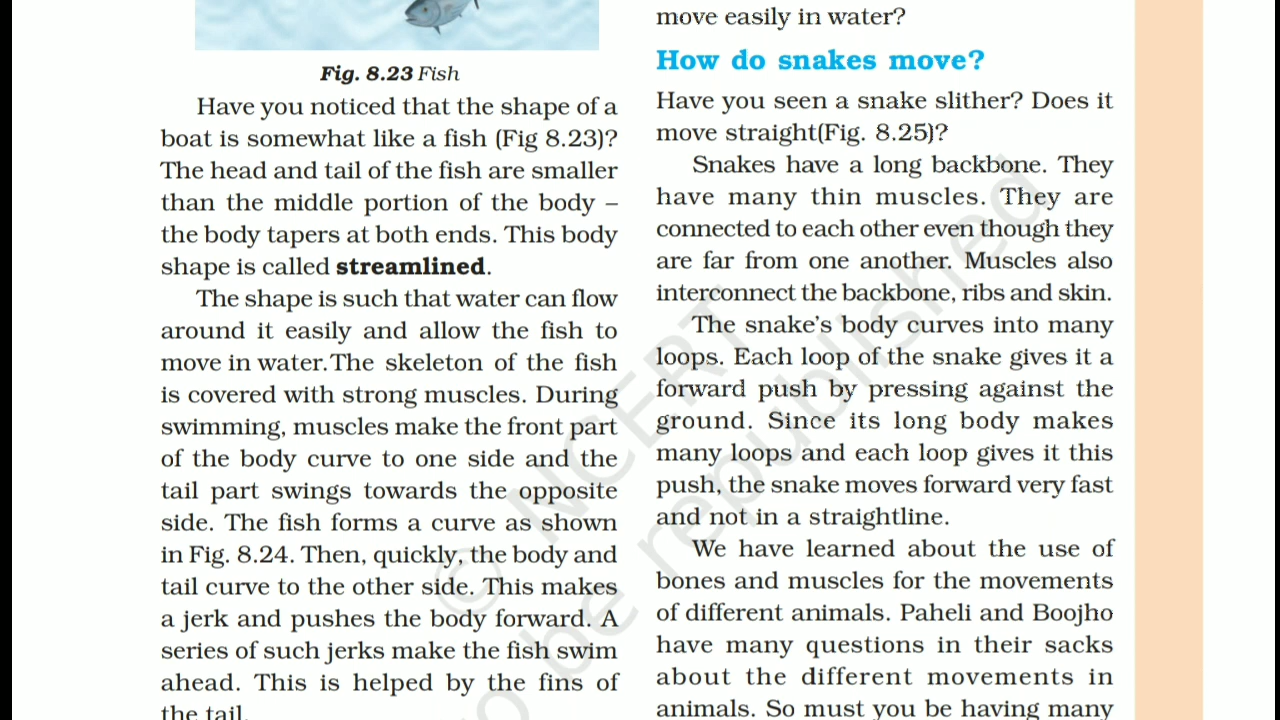 Fig. 8.23 Fish
Have you noticed that the shape of a
boat is somewhat like a fish (Fig 8.23)?
The head and tail of the fish are smaller
than the middle portion of the body –
the body tapers at both ends. This body
shape is called streamlined.
The shape is such that water can flow
around it easily and allow the fish to
move in water. The skeleton of the fish
is covered with strong muscles. During
swimming, muscles make the front part
of the body curve to one side and the
tail part swings towards the opposite
side. The fish forms a curve as shown
in Fig. 8.24. Then, quickly, the body and
tail curve to the other side. This makes
a jerk and pushes the body forward. A
series of such jerks make the fish swim
ahead. This is helped by the fins of
the tail.
move easily in water?
How do snakes move?
Have you seen a snake slither? Does it
move straight(Fig. 8.25)?
Snakes have a long backbone. They
have many thin muscles. They are
connected to each other even though they
are far from one another. Muscles also
interconnect the backbone, ribs and skin.
The snake's body curves into many
loops. Each loop of the snake gives it a
forward push by pressing against the
ground. Since its long body makes
many loops and each loop gives it this
push, the snake moves forward very fast
and not in a straightline.
We have learned about the use of
bones and muscles for the movements
of different animals. Paheli and Boojho
have many questions in their sacks
about the different movements in
animals. So must you be having many
© NCERT
to be republished